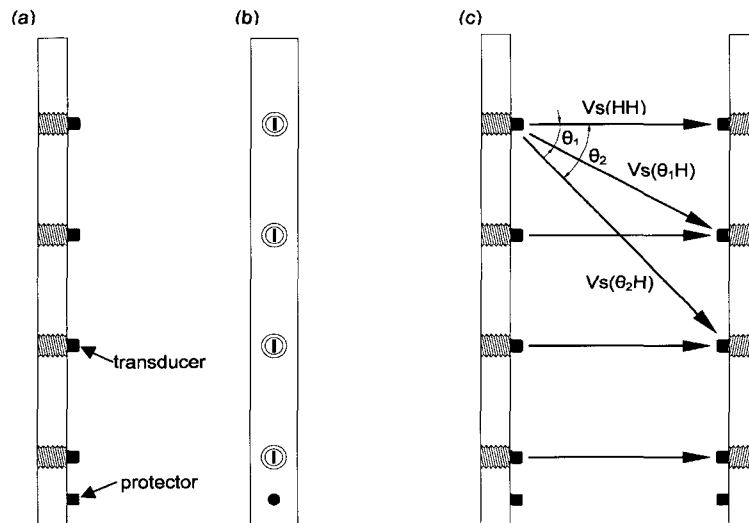 (a)
(b)
(c)
Vs(HH)
θ₁
θ₂
Vs(θ₁H)
Vs(θ₂H)
transducer
protector